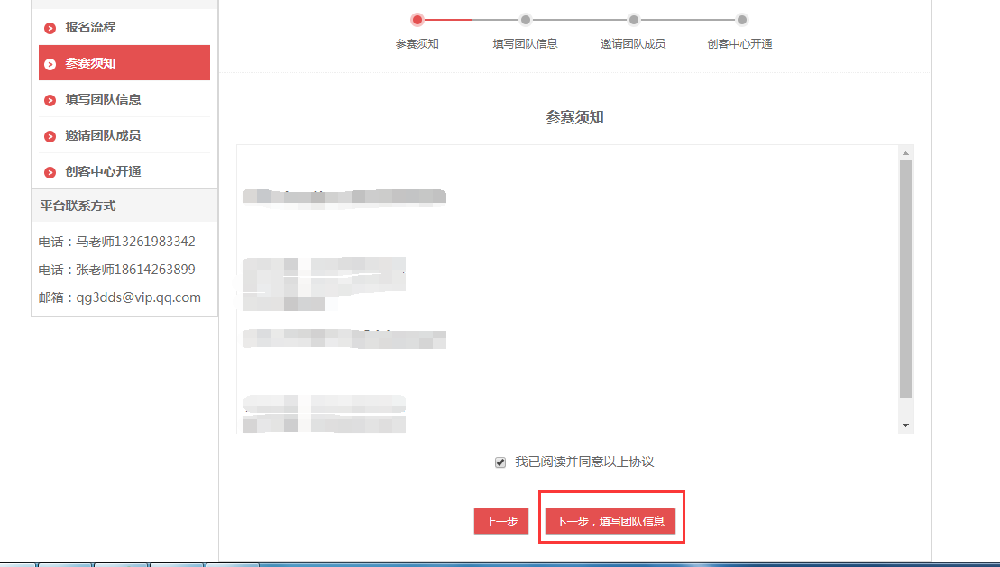 报名流程
参赛须知
填写团队信息
邀请团队成员
创客中心开通
平台联系方式
电话：马老师13261983342
电话：张老师18614263899
邮箱：qg3dds@vip.qq.com
参赛须知 填写团队信息 邀请团队成员 创客中心开通
参赛须知
我已阅读并同意以上协议
上一步 下一步，填写团队信息